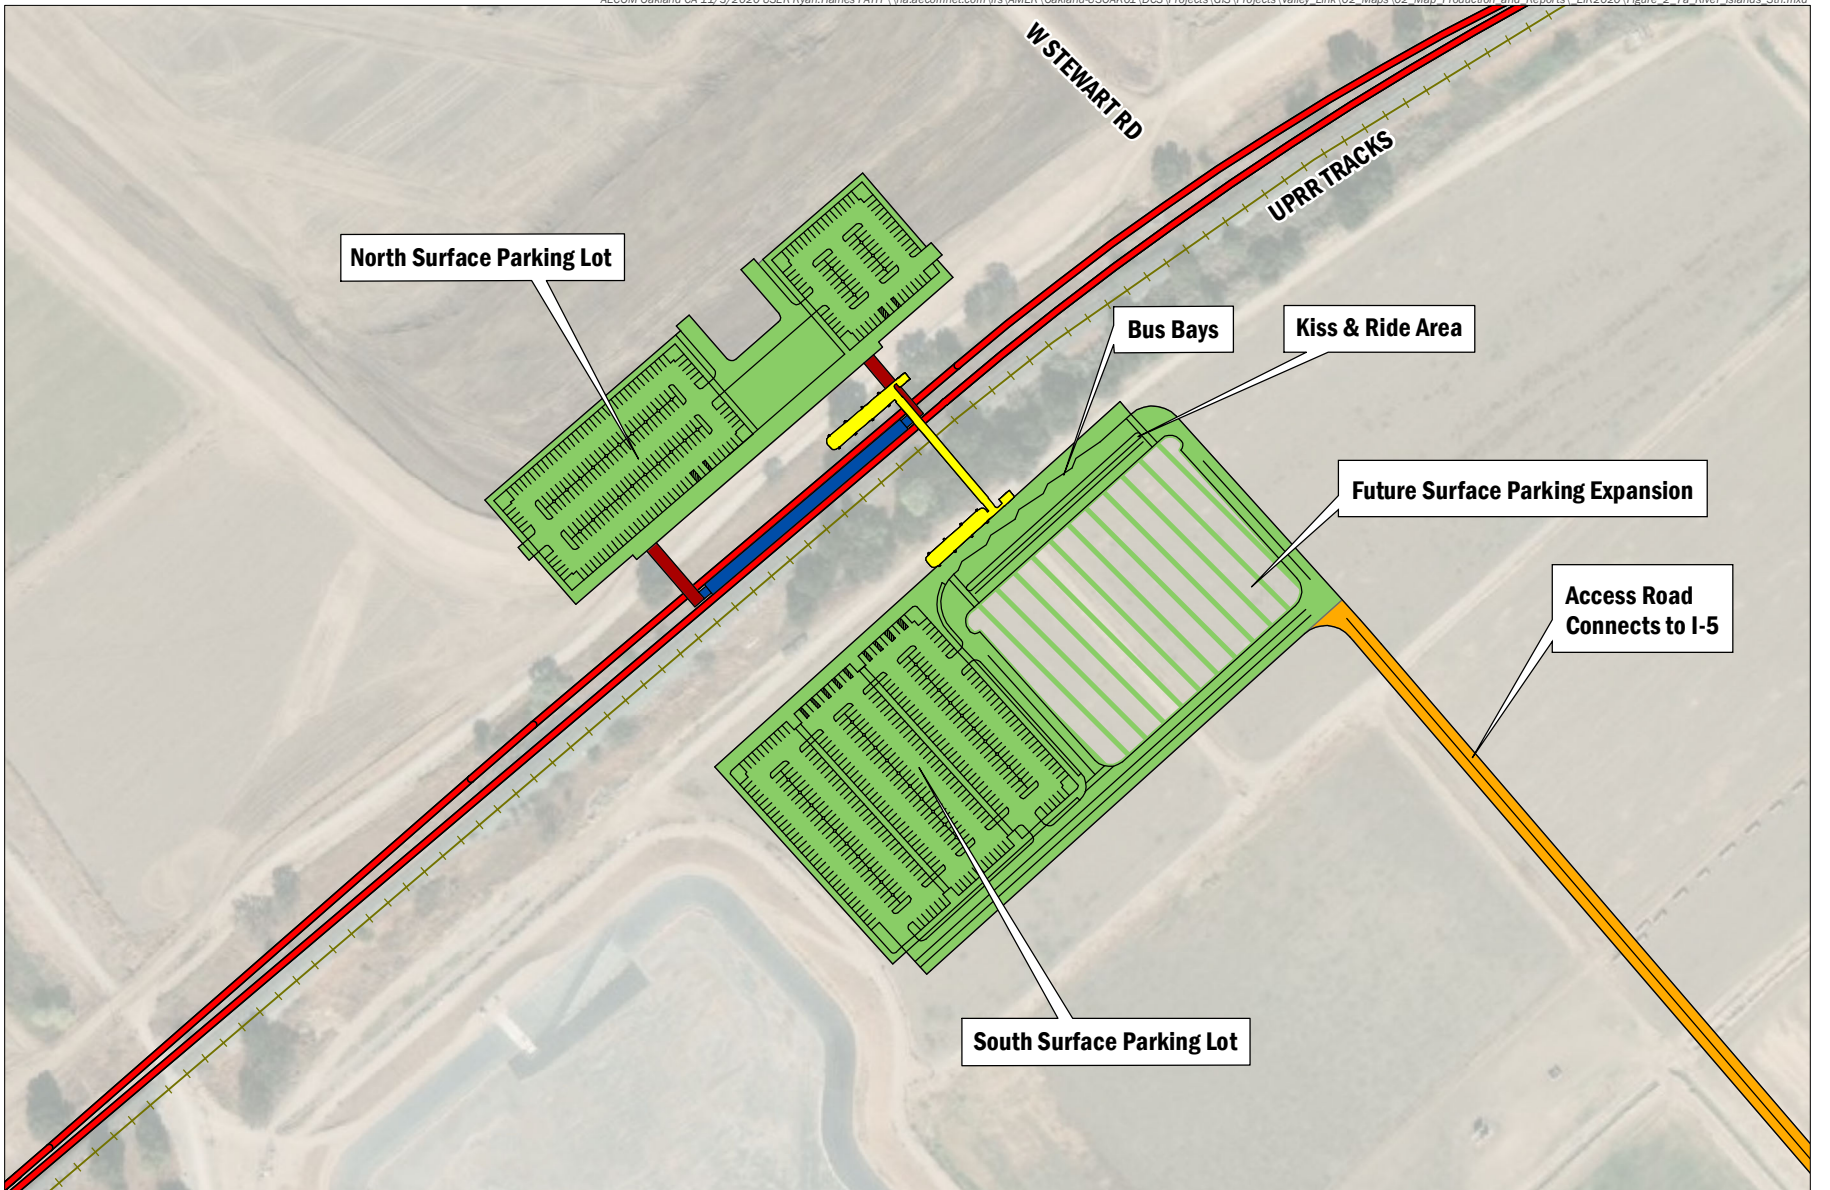 W STEWART RD
UPRR TRACKS
North Surface Parking Lot
Bus Bays
Kiss & Ride Area
Future Surface Parking Expansion
Access Road
Connects to I-5
South Surface Parking Lot